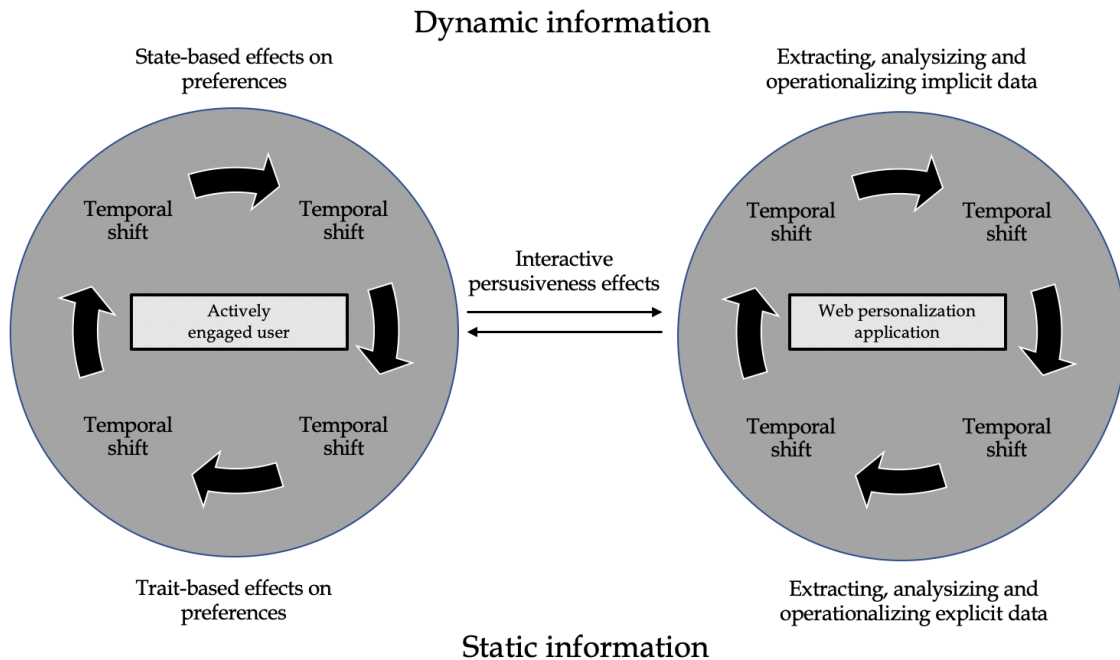 Dynamic information
State-based effects on
preferences
Extracting, analysizing and
operationalizing implicit data
Temporal
shift
Temporal
shift
Temporal
shift
Temporal
shift
Interactive
persusiveness effects
Actively
engaged user
Web personalization
application
Temporal
shift
Temporal
shift
Temporal
shift
Temporal
shift
Trait-based effects on
preferences
Extracting, analysizing and
operationalizing explicit data
Static information